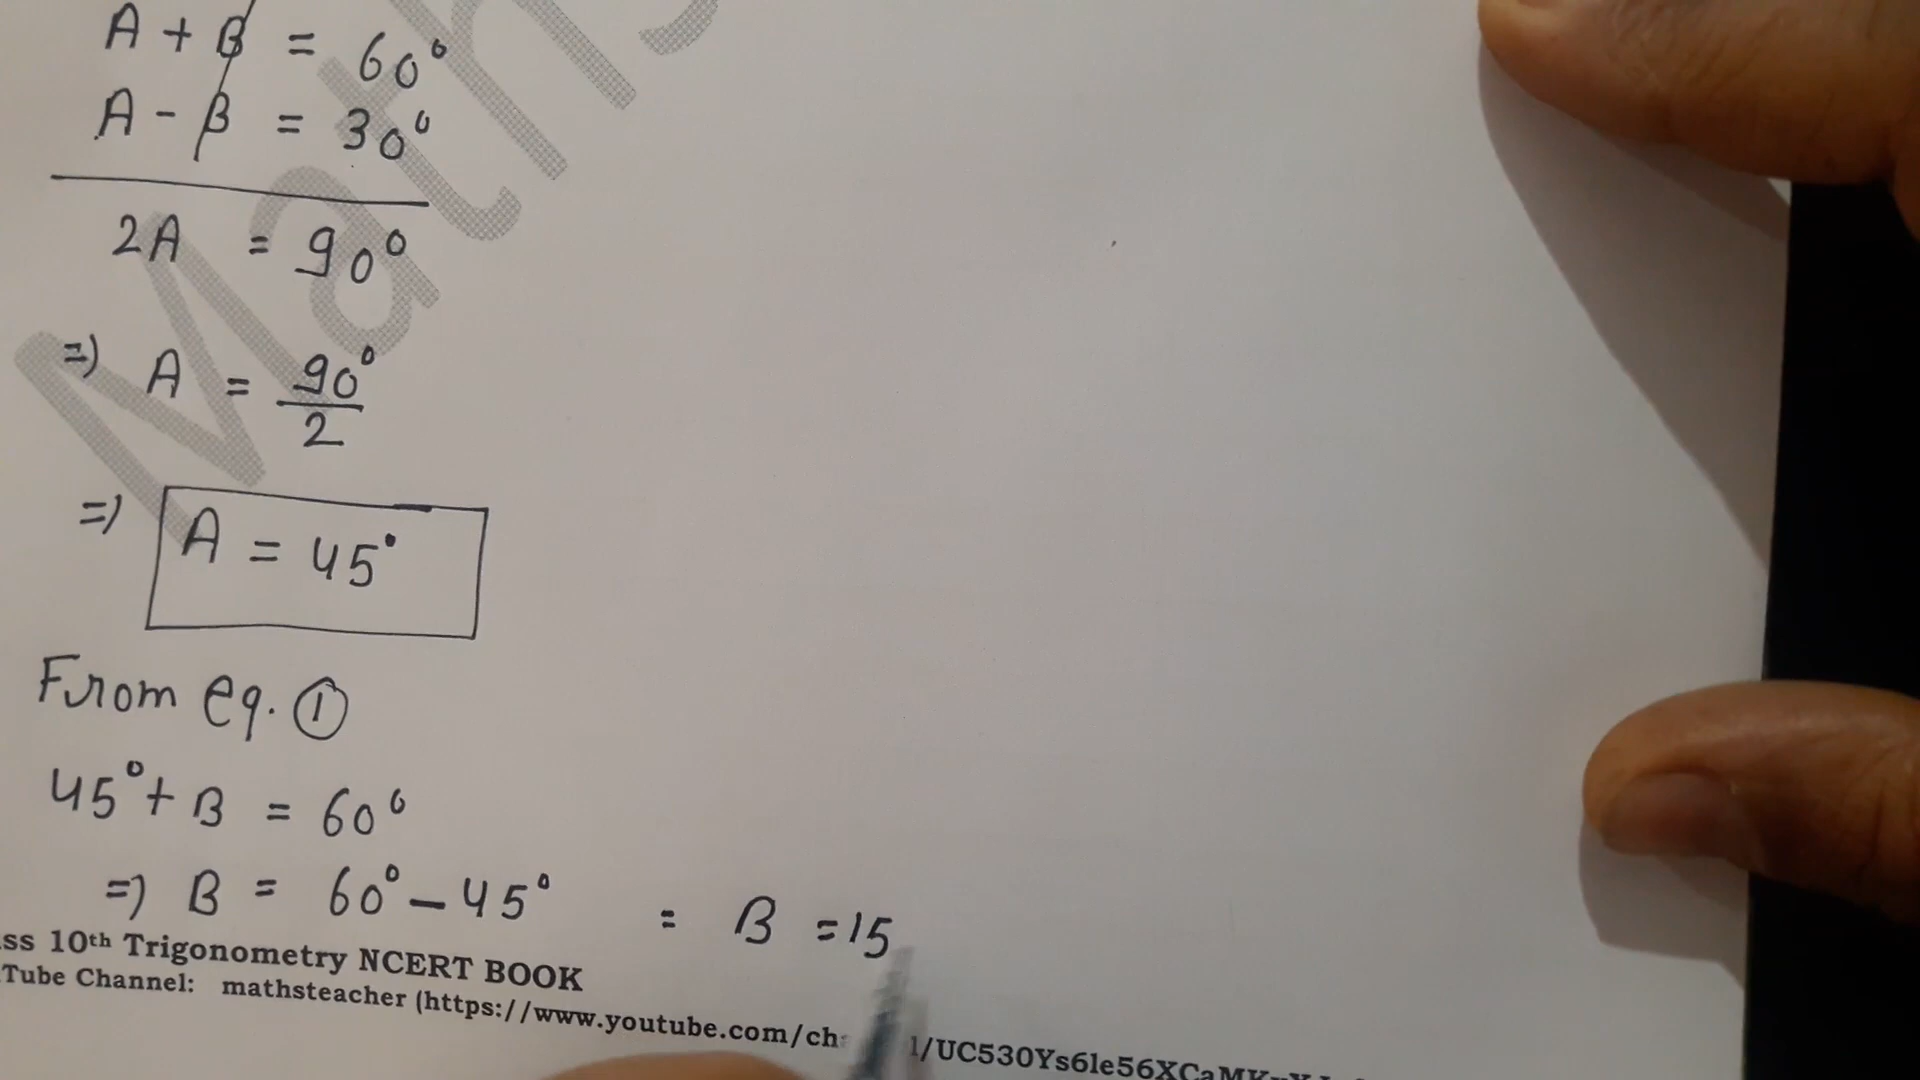 A + B = 60°
A - B = 30°
2A = 90°
=) A = 90°/2
=) A = 45°
From eq. ①
45° + B = 60°
=) B = 60° - 45° = B = 15
ss 10th Trigonometry NCERT BOOK
Tube Channel: mathsteacher (https://www.youtube.com/ch
Maths